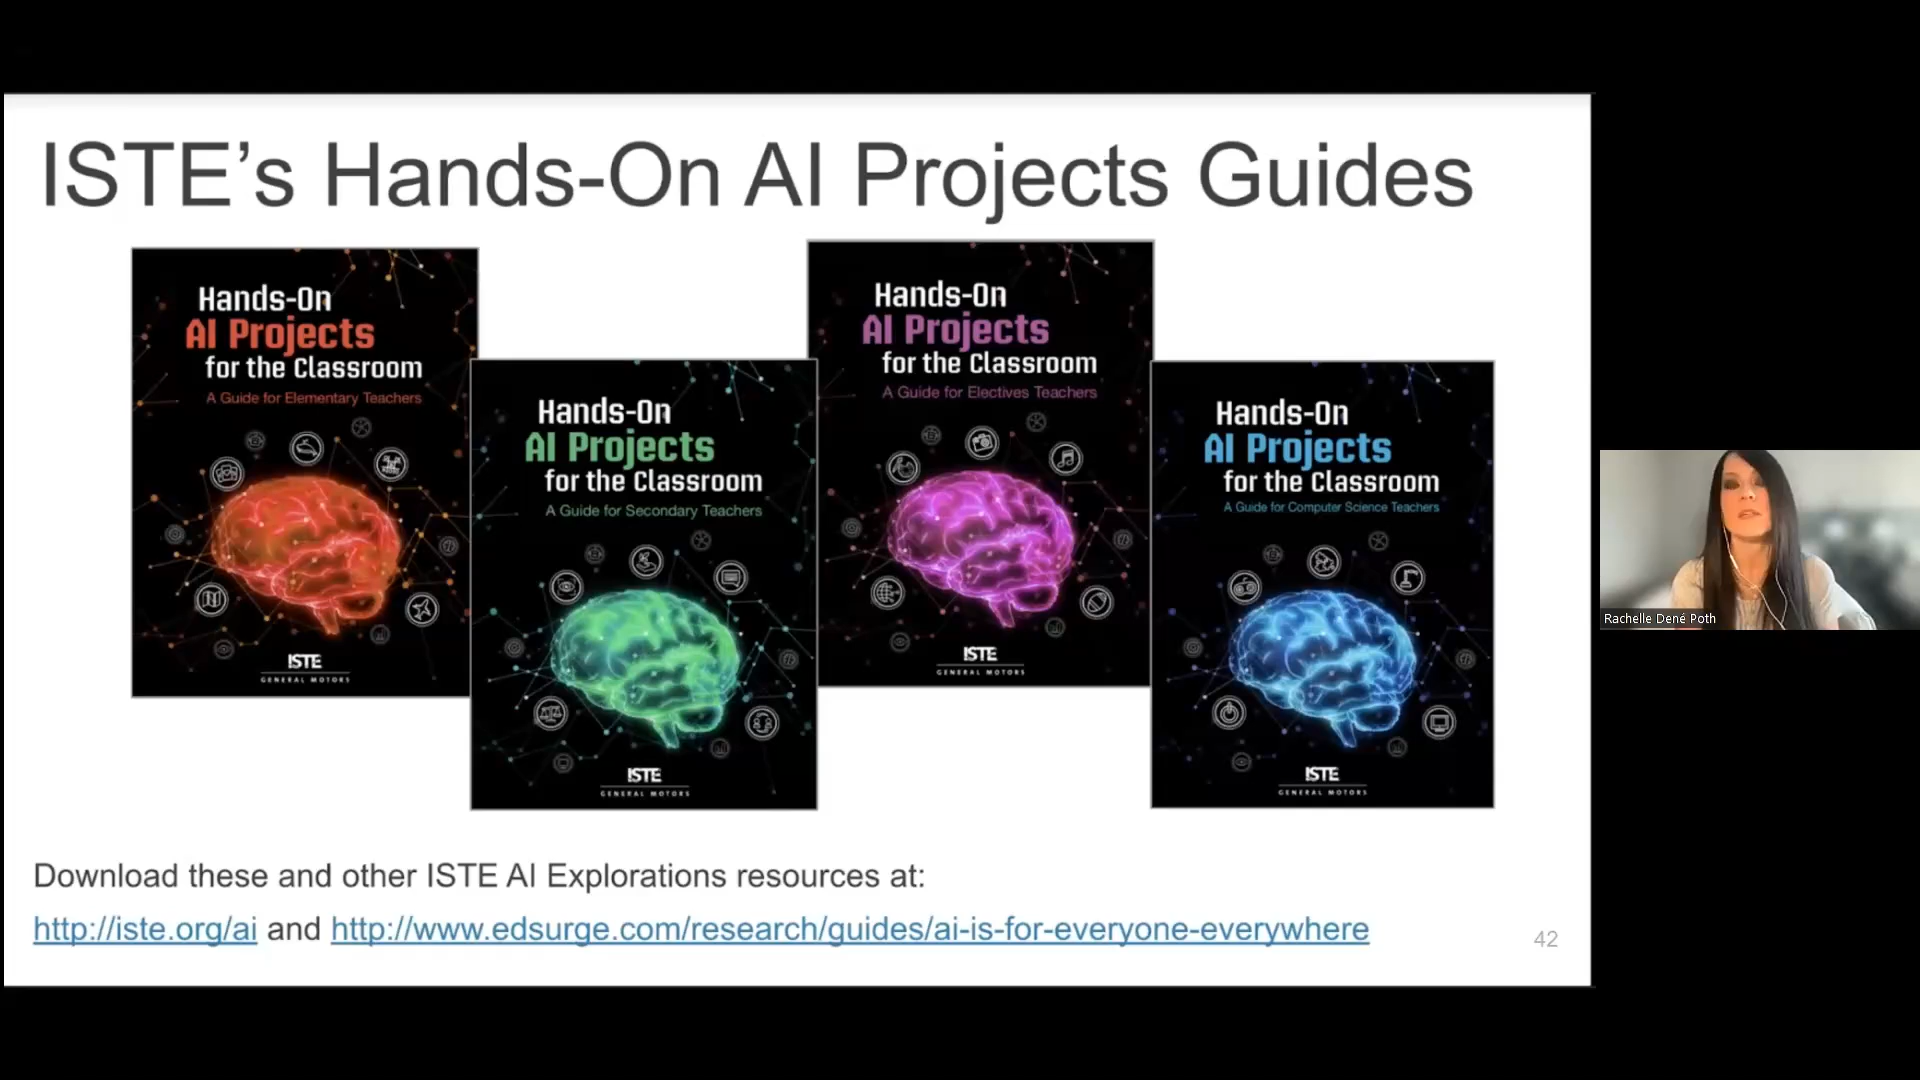 ISTE’s Hands-On AI Projects Guides
Hands-On
AI Projects
for the Classroom
A Guide for Elementary Teachers
ISTE
GENERAL MOTORS
Hands-On
AI Projects
for the Classroom
A Guide for Secondary Teachers
ISTE
GENERAL MOTORS
Hands-On
AI Projects
for the Classroom
A Guide for Electives Teachers
ISTE
GENERAL MOTORS
Hands-On
AI Projects
for the Classroom
A Guide for Computer Science Teachers
ISTE
GENERAL MOTORS
Download these and other ISTE AI Explorations resources at:
http://iste.org/ai and http://www.edsurge.com/research/guides/ai-is-for-everyone-everywhere
42
Rachelle Dené Poth